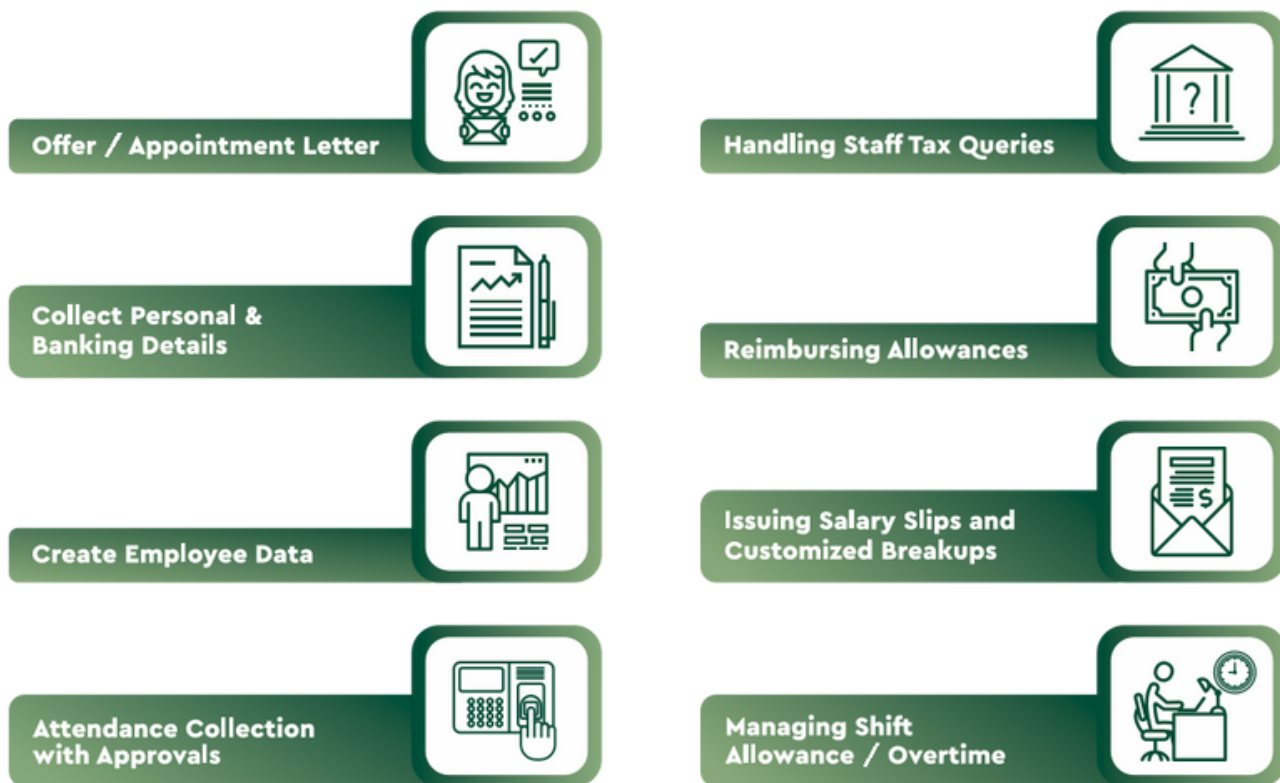 Offer / Appointment Letter
Collect Personal &
Banking Details
Create Employee Data
Attendance Collection
with Approvals
Handling Staff Tax Queries
?
Reimbursing Allowances
Issuing Salary Slips and
Customized Breakups
$
Managing Shift
Allowance / Overtime